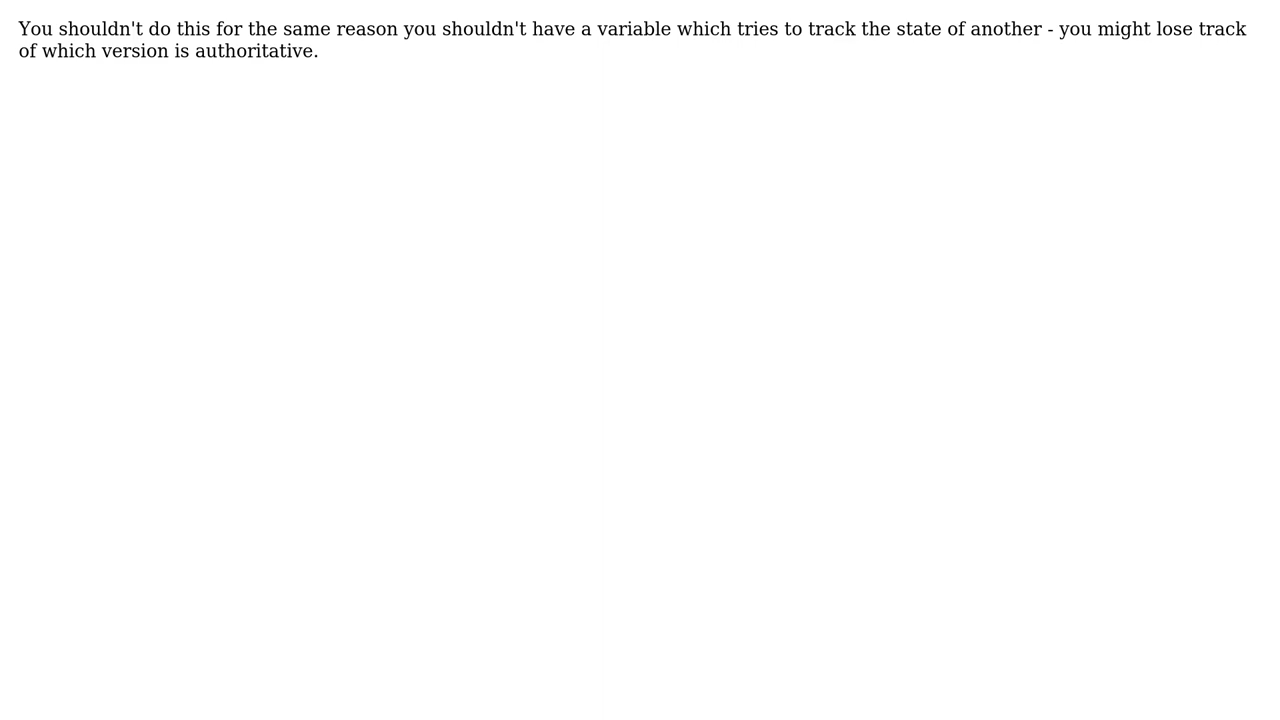 You shouldn't do this for the same reason you shouldn't have a variable which tries to track the state of another - you might lose track
of which version is authoritative.